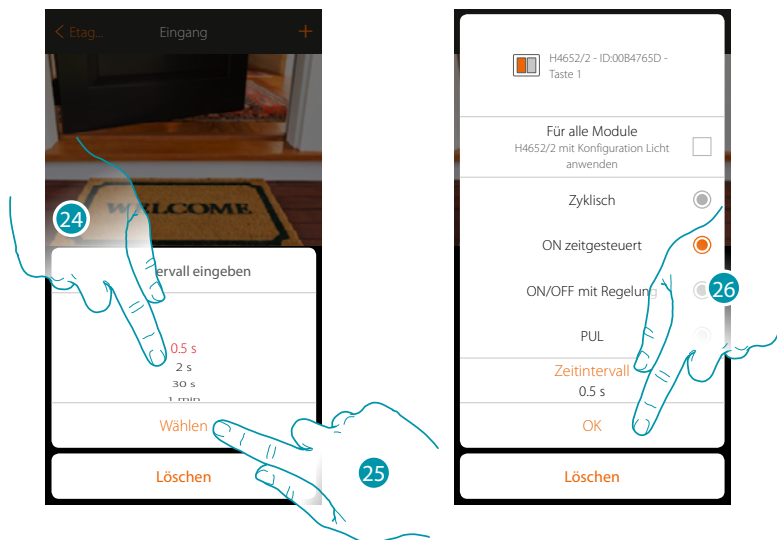 Etag...
Eingang
WELCOME
24
ervall eingeben
0.5 s
2 s
30 s
1 min
Wählen
25
Löschen
H4652/2 - ID:00B4765D -
Taste 1
Für alle Module
H4652/2 mit Konfiguration Licht
anwenden
Zyklisch
ON zeitgesteuert
ON/OFF mit Regelung
26
PUL
Zeitintervall
0.5 s
OK
Löschen